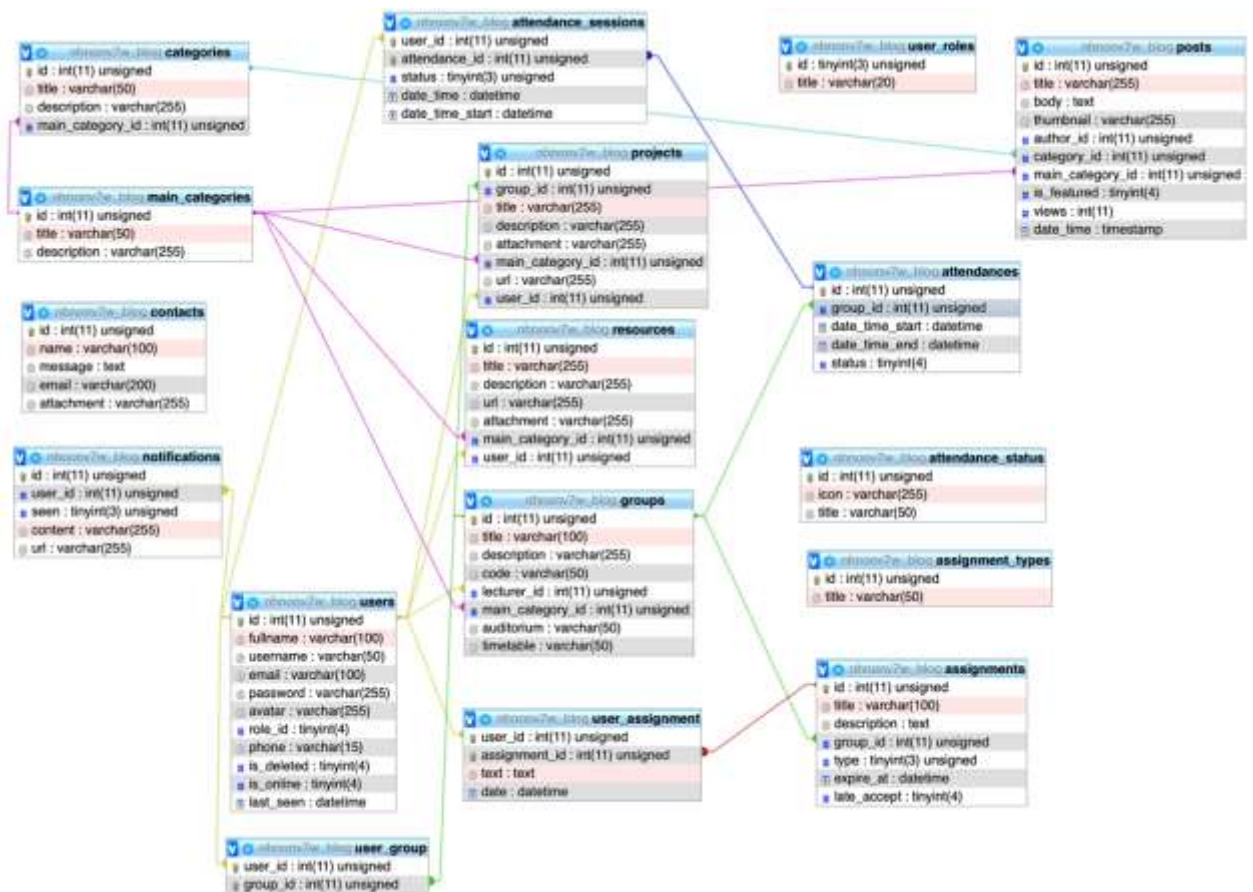 attendance_sessions
user_id : int(11) unsigned
attendance_id : int(11) unsigned
status : tinyint(3) unsigned
date_time : datetime
date_time_start : datetime
categories
id : int(11) unsigned
title : varchar(50)
description : varchar(255)
main_category_id : int(11) unsigned
user_roles
id : tinyint(3) unsigned
title : varchar(20)
posts
id : int(11) unsigned
title : varchar(255)
body : text
thumbnail : varchar(255)
author_id : int(11) unsigned
category_id : int(11) unsigned
main_category_id : int(11) unsigned
is_featured : tinyint(4)
views : int(11)
date_time : timestamp
projects
id : int(11) unsigned
group_id : int(11) unsigned
title : varchar(255)
description : varchar(255)
attachment : varchar(255)
main_category_id : int(11) unsigned
url : varchar(255)
user_id : int(11) unsigned
main_categories
id : int(11) unsigned
title : varchar(50)
description : varchar(255)
attendances
id : int(11) unsigned
group_id : int(11) unsigned
date_time_start : datetime
date_time_end : datetime
status : tinyint(4)
contacts
id : int(11) unsigned
name : varchar(100)
message : text
email : varchar(200)
attachment : varchar(255)
resources
id : int(11) unsigned
title : varchar(255)
description : varchar(255)
url : varchar(255)
attachment : varchar(255)
main_category_id : int(11) unsigned
user_id : int(11) unsigned
notifications
id : int(11) unsigned
user_id : int(11) unsigned
seen : tinyint(3) unsigned
content : varchar(255)
url : varchar(255)
attendance_status
id : int(11) unsigned
icon : varchar(255)
title : varchar(50)
groups
id : int(11) unsigned
title : varchar(100)
description : varchar(255)
code : varchar(50)
lecturer_id : int(11) unsigned
main_category_id : int(11) unsigned
auditorium : varchar(50)
timetable : varchar(50)
assignment_types
id : int(11) unsigned
title : varchar(50)
users
id : int(11) unsigned
fullname : varchar(100)
username : varchar(50)
email : varchar(100)
password : varchar(255)
avatar : varchar(255)
role_id : tinyint(4)
phone : varchar(15)
is_deleted : tinyint(4)
is_online : tinyint(4)
last_seen : datetime
assignments
id : int(11) unsigned
title : varchar(100)
description : text
group_id : int(11) unsigned
type : tinyint(3) unsigned
expire_at : datetime
late_accept : tinyint(4)
user_assignment
user_id : int(11) unsigned
assignment_id : int(11) unsigned
text : text
date : datetime
user_group
user_id : int(11) unsigned
group_id : int(11) unsigned